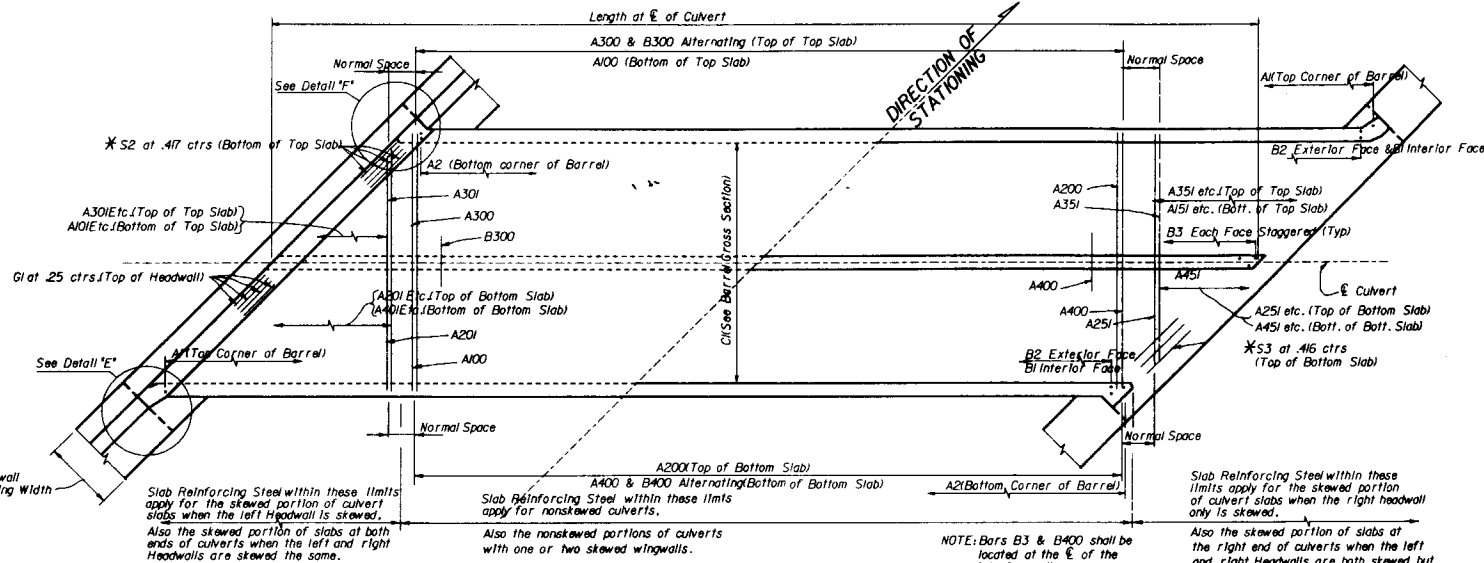 Length at ℄ of Culvert
A300 & B300 Alternating (Top of Top Slab)
A100 (Bottom of Top Slab)
DIRECTION OF
STATIONING
Normal Space
Normal Space
See Detail "F"
A1(Top Corner of Barrel)
* S2 at .417 ctrs (Bottom of Top Slab)
A2 (Bottom corner of Barrel)
B2 Exterior Face & B1 Interior Face
A301
A300
B300
A301Etc.(Top of Top Slab)
A101Etc.(Bottom of Top Slab)
C1(See Barrel Cross Section)
A200
A351
A351 etc.(Top of Top Slab)
A151 etc.(Bott. of Top Slab)
B3 Each Face Staggered (Typ)
G1 at .25 ctrs.(Top of Headwall)
A201Etc.(Top of Bottom Slab)
A401Etc.(Bottom of Bottom Slab)
A400
A451
℄ Culvert
A400
A251
A251 etc. (Top of Bottom Slab)
A451 etc. (Bott. of Bott. Slab)
A201
A100
* S3 at .416 ctrs
(Top of Bottom Slab)
See Detail "E"
A1(Top Corner of Barrel)
B2 Exterior Face,
B1 Interior Face
Normal Space
Normal Space
A200(Top of Bottom Slab)
A400 & B400 Alternating(Bottom of Bottom Slab)
A2(Bottom Corner of Barrel)
wall
ing Width
Slab Reinforcing Steel within these limits
apply for the skewed portion of culvert
slabs when the left Headwall is skewed.
Also the skewed portion of slabs at both
ends of culverts when the left and right
Headwalls are skewed the same.
Slab Reinforcing Steel within these limts
apply for nonskewed culverts.
Also the nonskewed portions of culverts
with one or two skewed wingwalls.
NOTE: Bars B3 & B400 shall be
located at the ℄ of the
Slab Reinforcing Steel within these
limits apply for the skewed portion
of culvert slabs when the right headwall
only is skewed.
Also the skewed portion of slabs at
the right end of culverts when the left
and right Headwalls are both skewed but